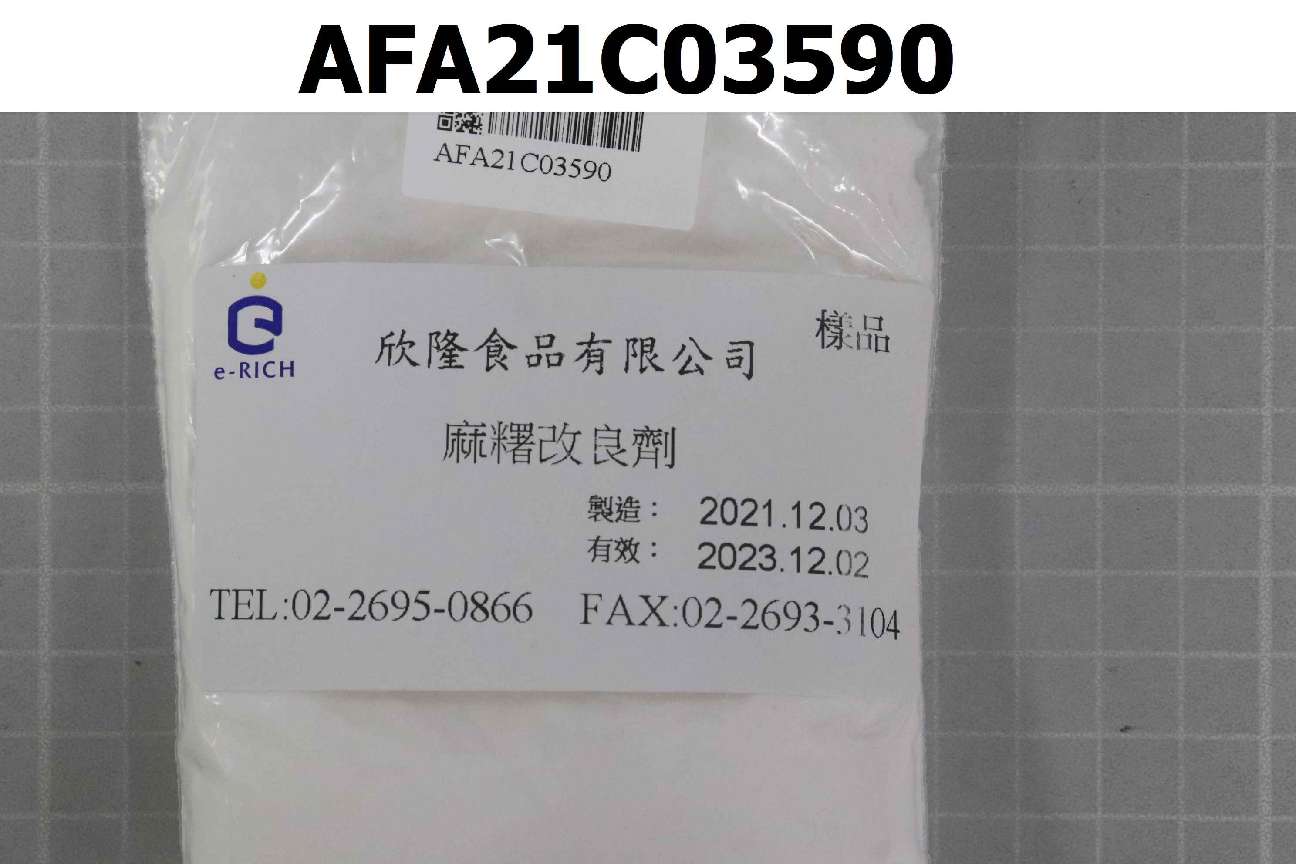 AFA21C03590
AFA21C03590
e-RICH
欣隆食品有限公司
樣品
麻糬改良劑
製造： 2021.12.03
有效： 2023.12.02
TEL:02-2695-0866 FAX:02-2693-3104